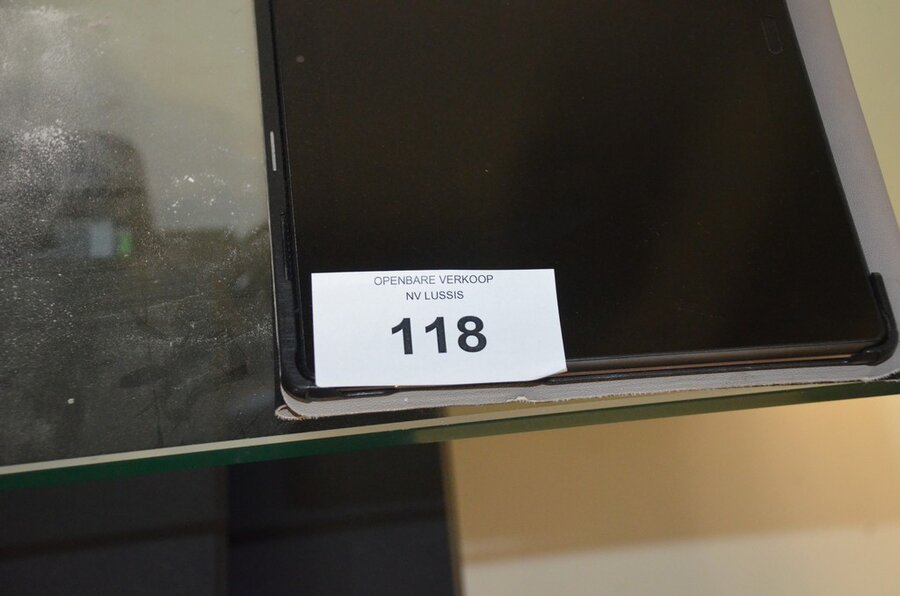 OPENBARE VERKOOP
NV LUSSIS
118